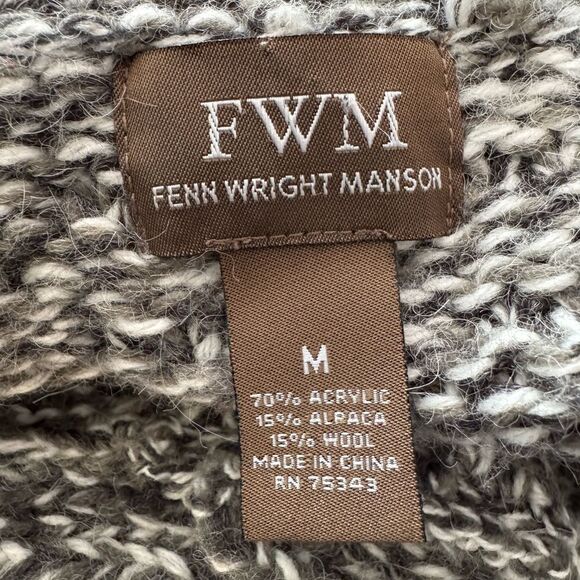 FWM
FENN WRIGHT MANSON
M
70% ACRYLIC
15% ALPACA
15% WOOL
MADE IN CHINA
RN 75343